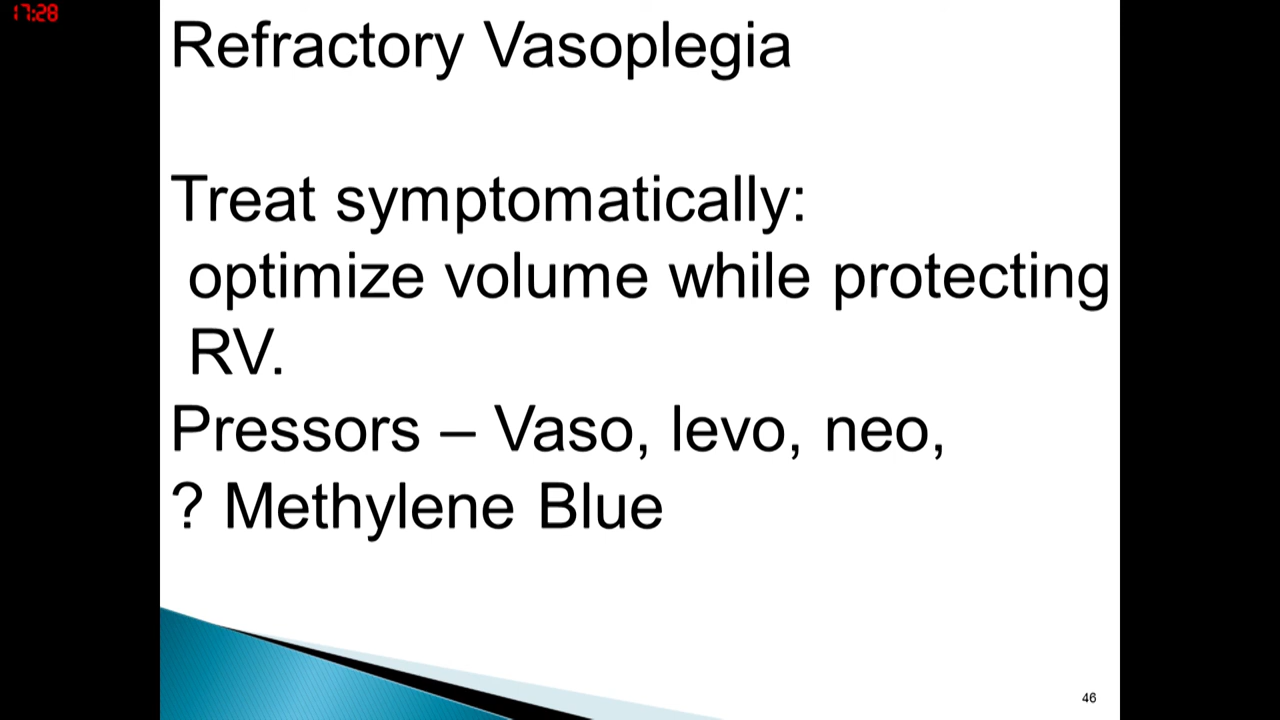 17:28
Refractory Vasoplegia
Treat symptomatically:
optimize volume while protecting
RV.
Pressors – Vaso, levo, neo,
? Methylene Blue
46